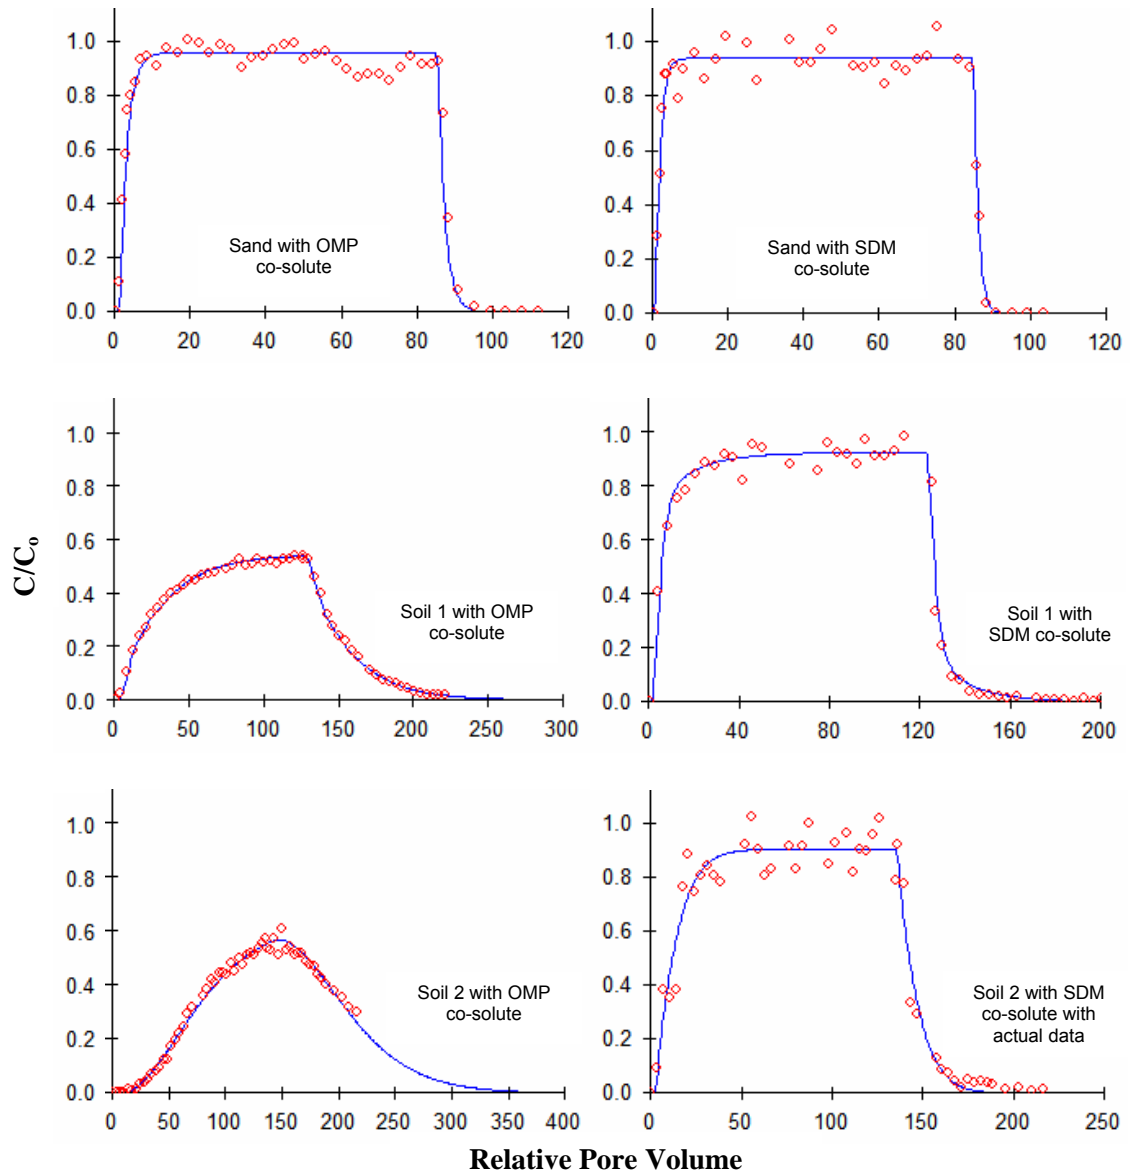 1.0
0.8
0.6
0.4
0.2
0.0
0 20 40 60 80 100 120
Sand with OMP
co-solute
1.0
0.8
0.6
0.4
0.2
0.0
0 20 40 60 80 100 120
Sand with SDM
co-solute
C/Co
1.0
0.8
0.6
0.4
0.2
0.0
0 50 100 150 200 250 300
Soil 1 with OMP
co-solute
1.0
0.8
0.6
0.4
0.2
0.0
0 40 80 120 160 200
Soil 1 with
SDM co-solute
1.0
0.8
0.6
0.4
0.2
0.0
0 50 100 150 200 250 300 350 400
Soil 2 with OMP
co-solute
1.0
0.8
0.6
0.4
0.2
0.0
0 50 100 150 200 250
Soil 2 with SDM
co-solute with
actual data
Relative Pore Volume